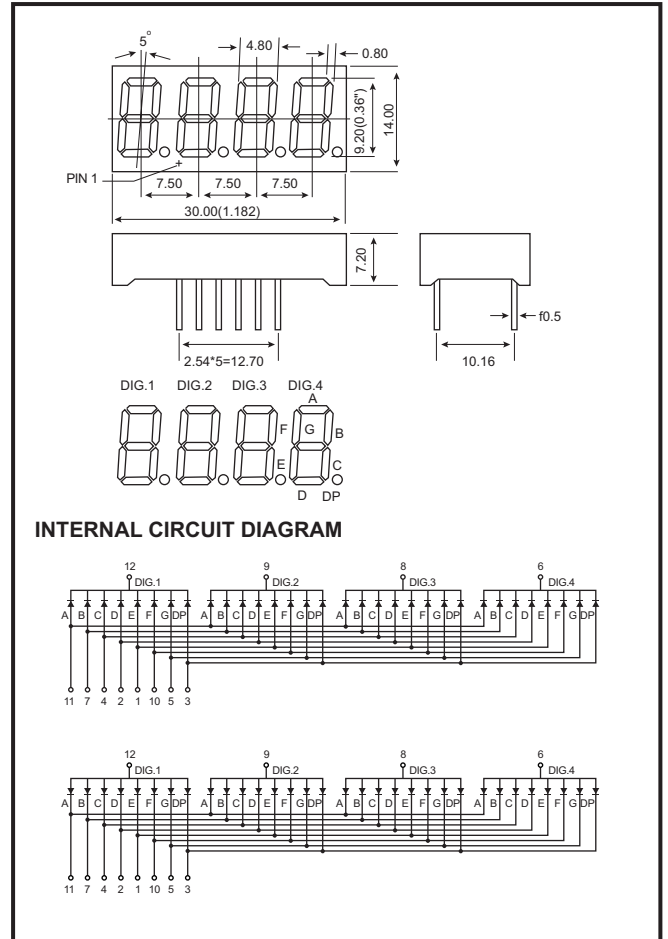 5°
4.80
0.80
9.20(0.36")
14.00
PIN 1
7.50 7.50 7.50
30.00(1.182)
7.20
f0.5
2.54*5=12.70
10.16
DIG.1 DIG.2 DIG.3 DIG.4
A
F G B
E C
D DP
INTERNAL CIRCUIT DIAGRAM
12 9 8 6
DIG.1 DIG.2 DIG.3 DIG.4
A B C D E F G DP A B C D E F G DP A B C D E F G DP A B C D E F G DP
11 7 4 2 1 10 5 3
12 9 8 6
DIG.1 DIG.2 DIG.3 DIG.4
A B C D E F G DP A B C D E F G DP A B C D E F G DP A B C D E F G DP
11 7 4 2 1 10 5 3